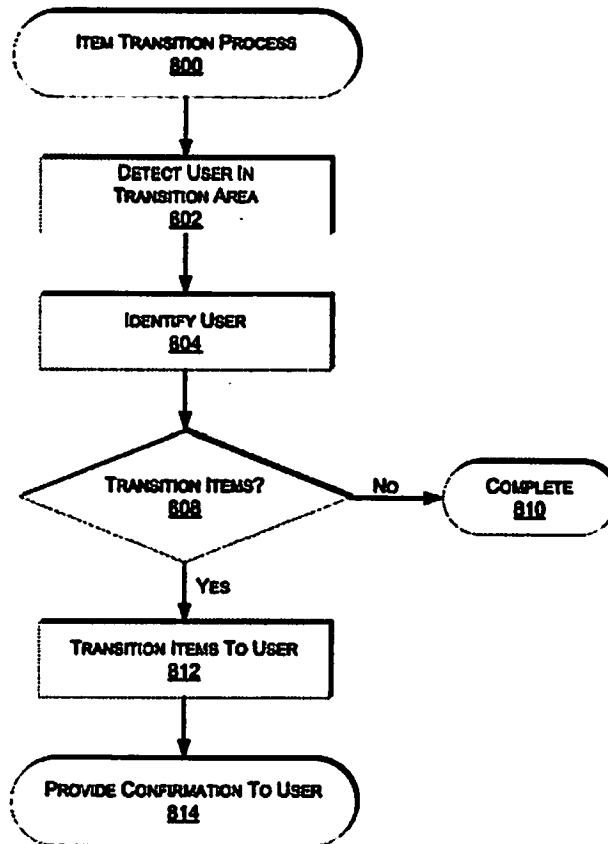 ITEM TRANSITION PROCESS
800
DETECT USER IN
TRANSITION AREA
802
IDENTIFY USER
804
TRANSITION ITEMS?
808
NO
COMPLETE
810
YES
TRANSITION ITEMS TO USER
812
PROVIDE CONFIRMATION TO USER
814